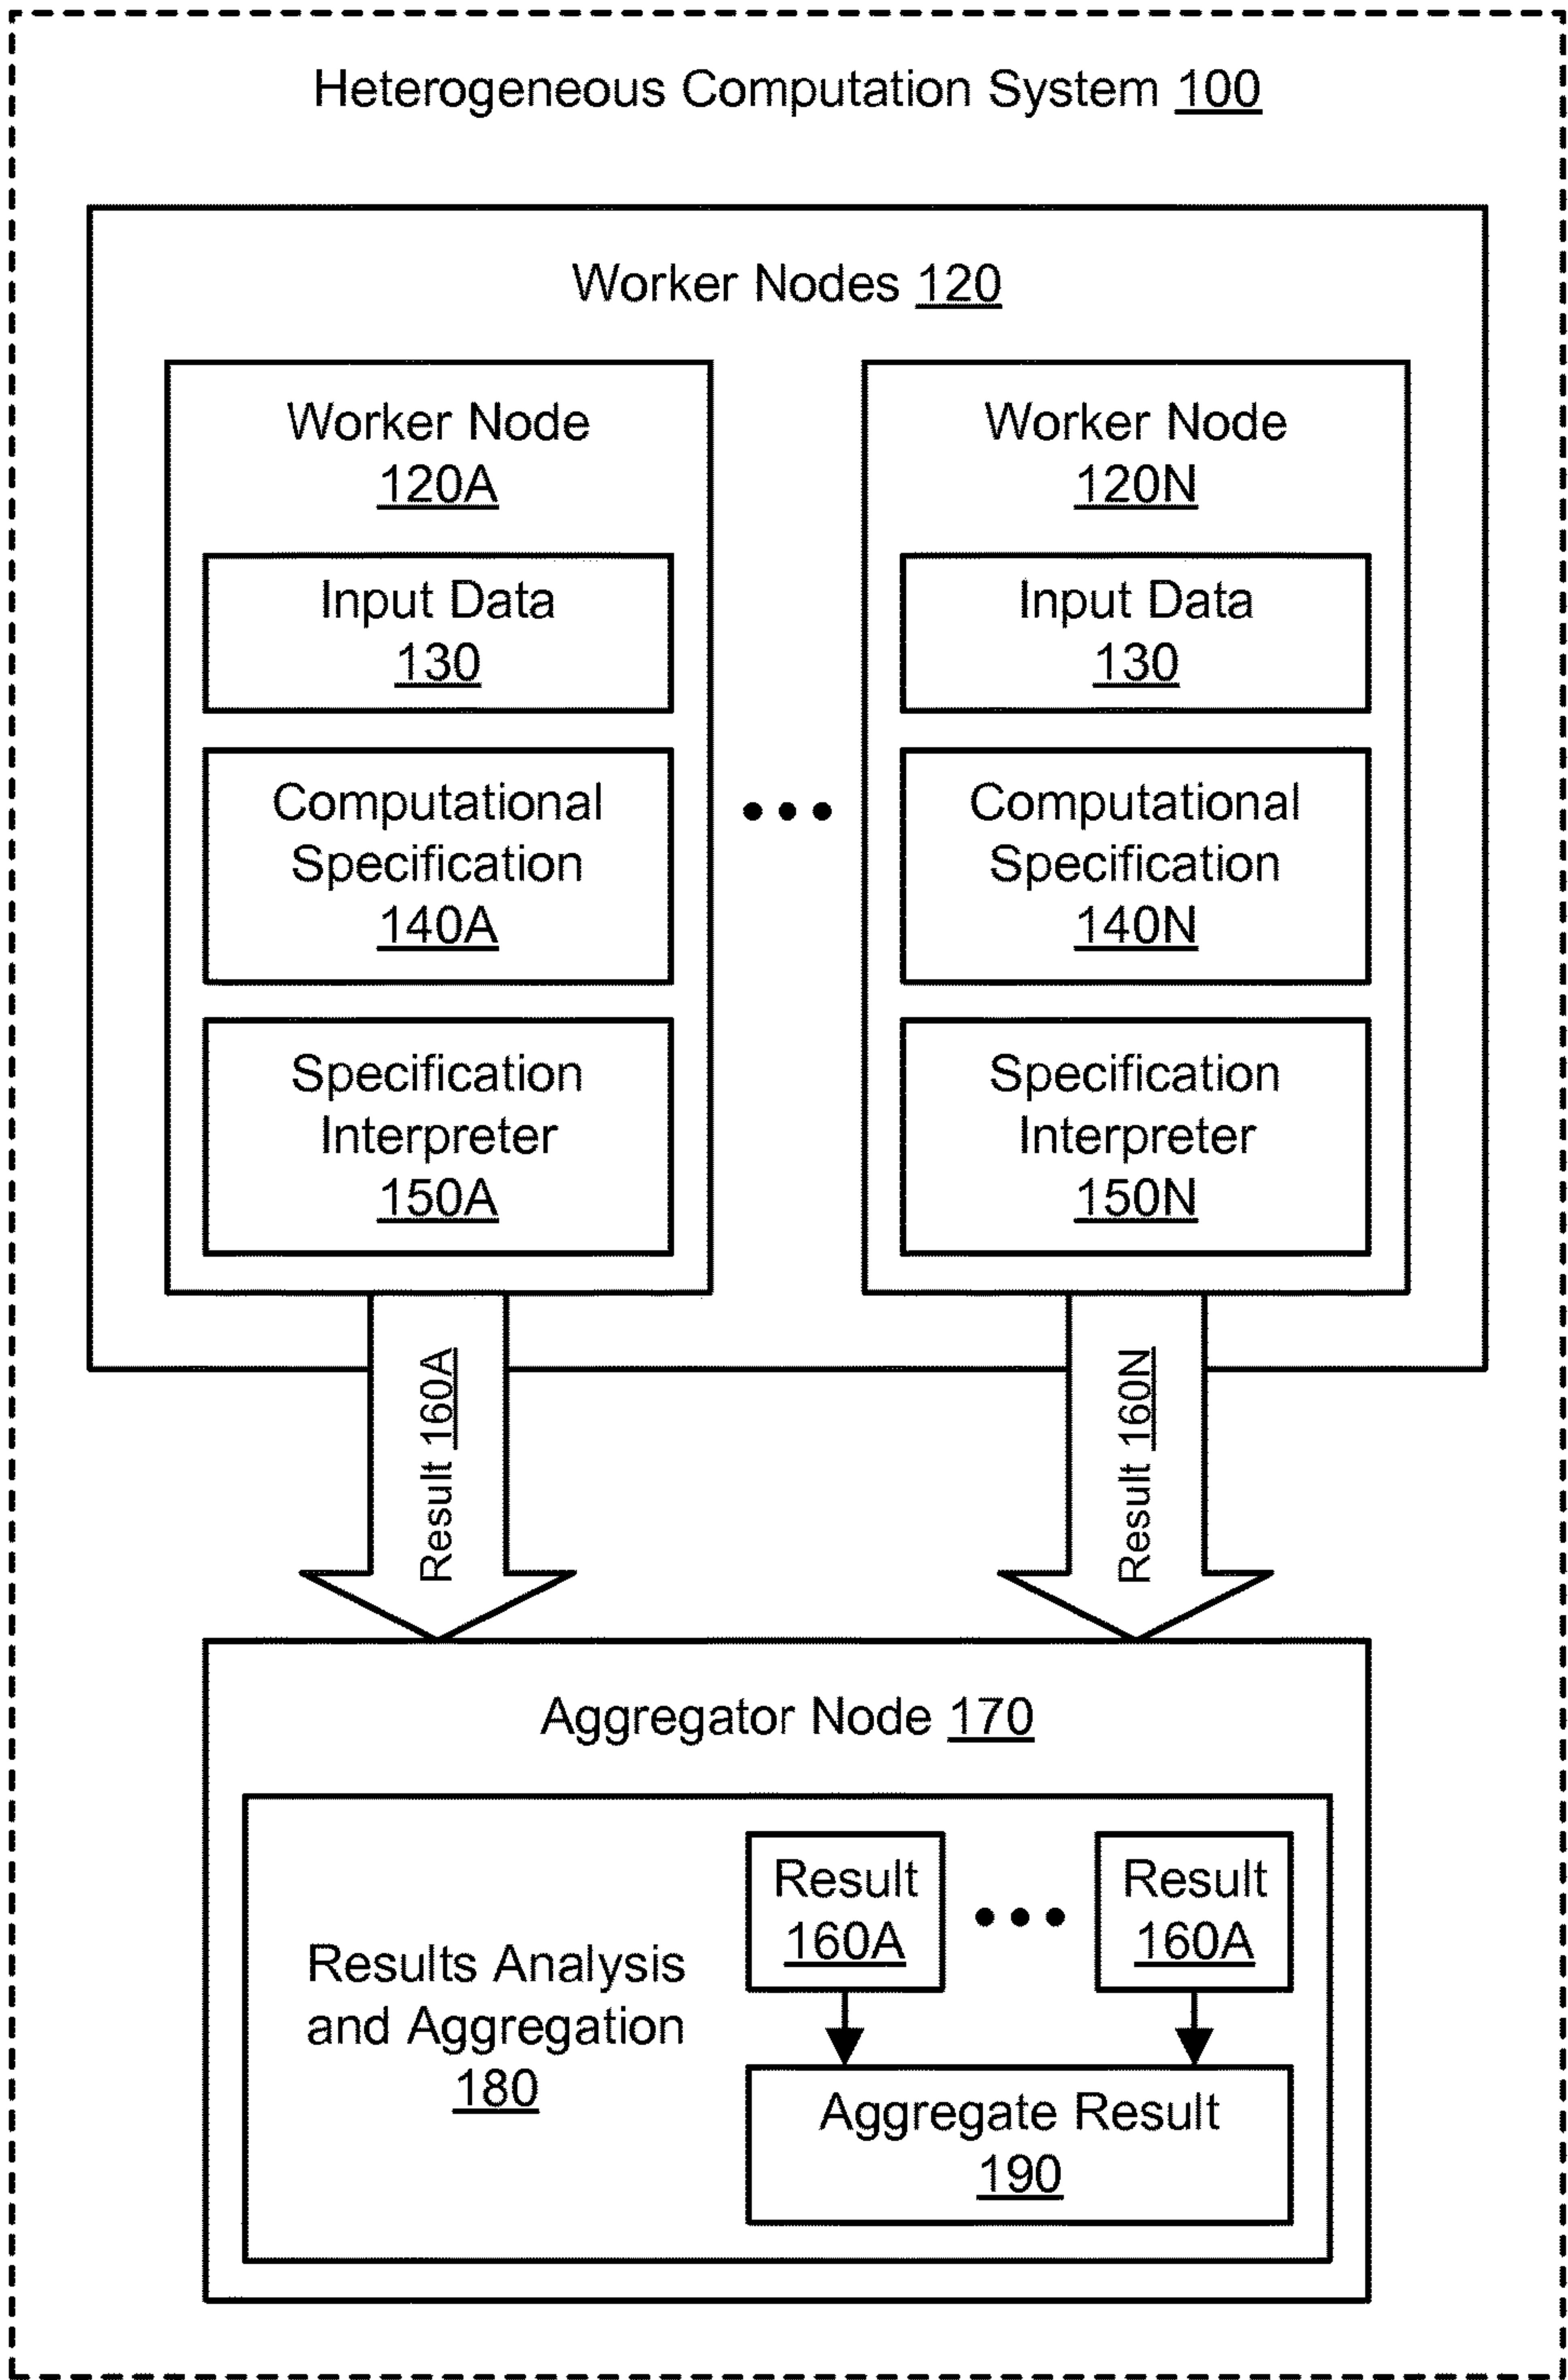 Heterogeneous Computation System 100
Worker Nodes 120
Worker Node
120A
Input Data
130
Computational
Specification
140A
Specification
Interpreter
150A
•••
Worker Node
120N
Input Data
130
Computational
Specification
140N
Specification
Interpreter
150N
Result 160A
Result 160N
Aggregator Node 170
Results Analysis
and Aggregation
180
Result
160A
•••
Result
160A
Aggregate Result
190